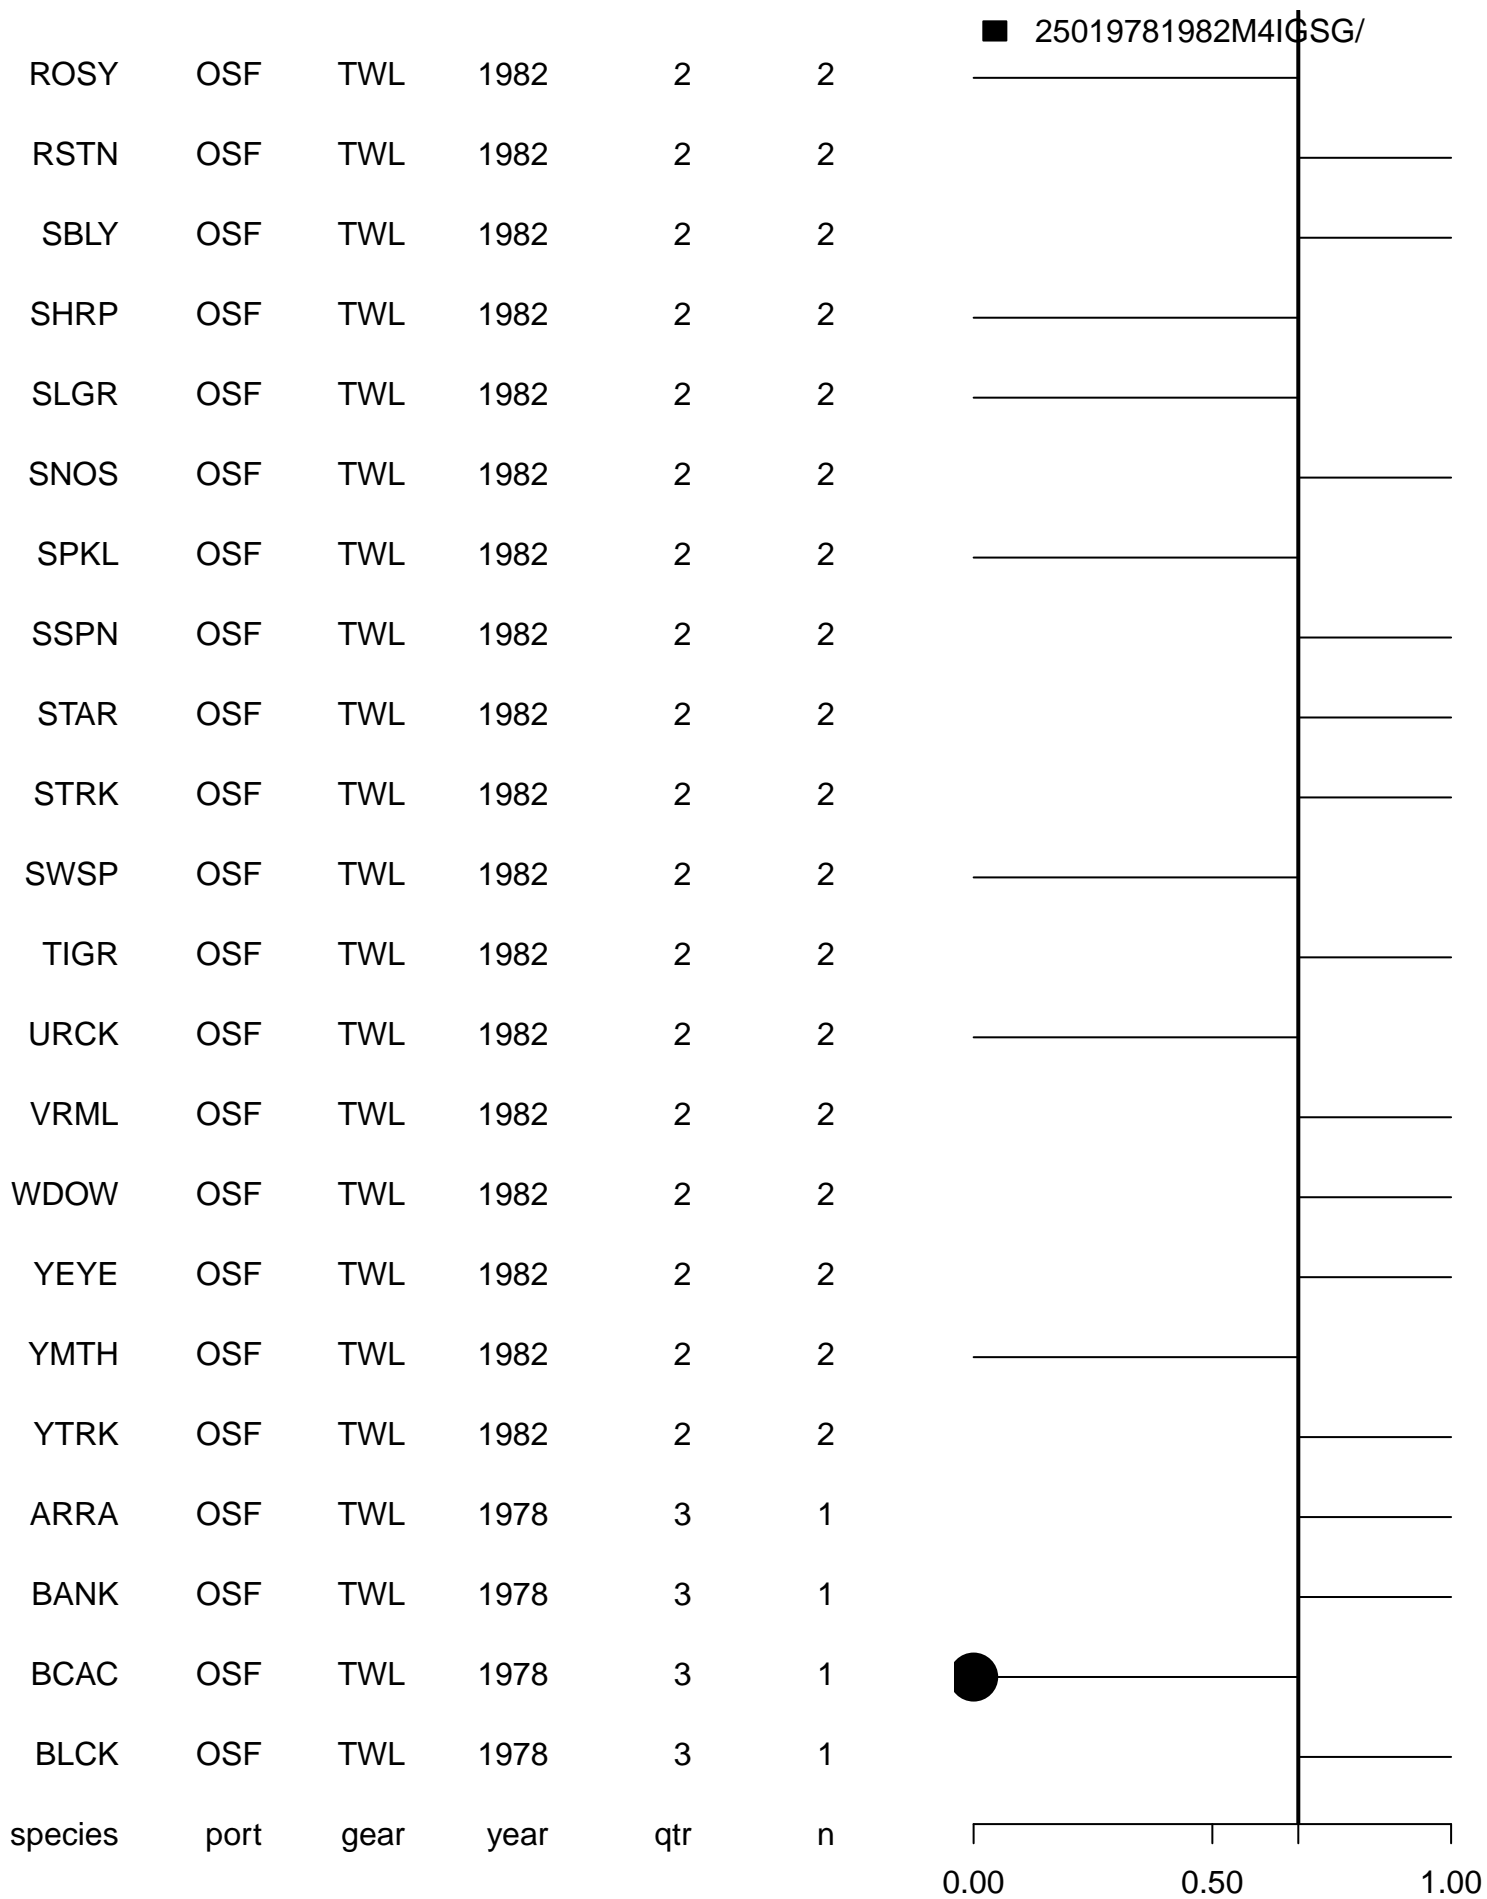 25019781982M4IGSG/
ROSY OSF TWL 1982 2 2
RSTN OSF TWL 1982 2 2
SBLY OSF TWL 1982 2 2
SHRP OSF TWL 1982 2 2
SLGR OSF TWL 1982 2 2
SNOS OSF TWL 1982 2 2
SPKL OSF TWL 1982 2 2
SSPN OSF TWL 1982 2 2
STAR OSF TWL 1982 2 2
STRK OSF TWL 1982 2 2
SWSP OSF TWL 1982 2 2
TIGR OSF TWL 1982 2 2
URCK OSF TWL 1982 2 2
VRML OSF TWL 1982 2 2
WDOW OSF TWL 1982 2 2
YEYE OSF TWL 1982 2 2
YMTH OSF TWL 1982 2 2
YTRK OSF TWL 1982 2 2
ARRA OSF TWL 1978 3 1
BANK OSF TWL 1978 3 1
BCAC OSF TWL 1978 3 1
BLCK OSF TWL 1978 3 1
species port gear year qtr n
0.00 0.50 1.00